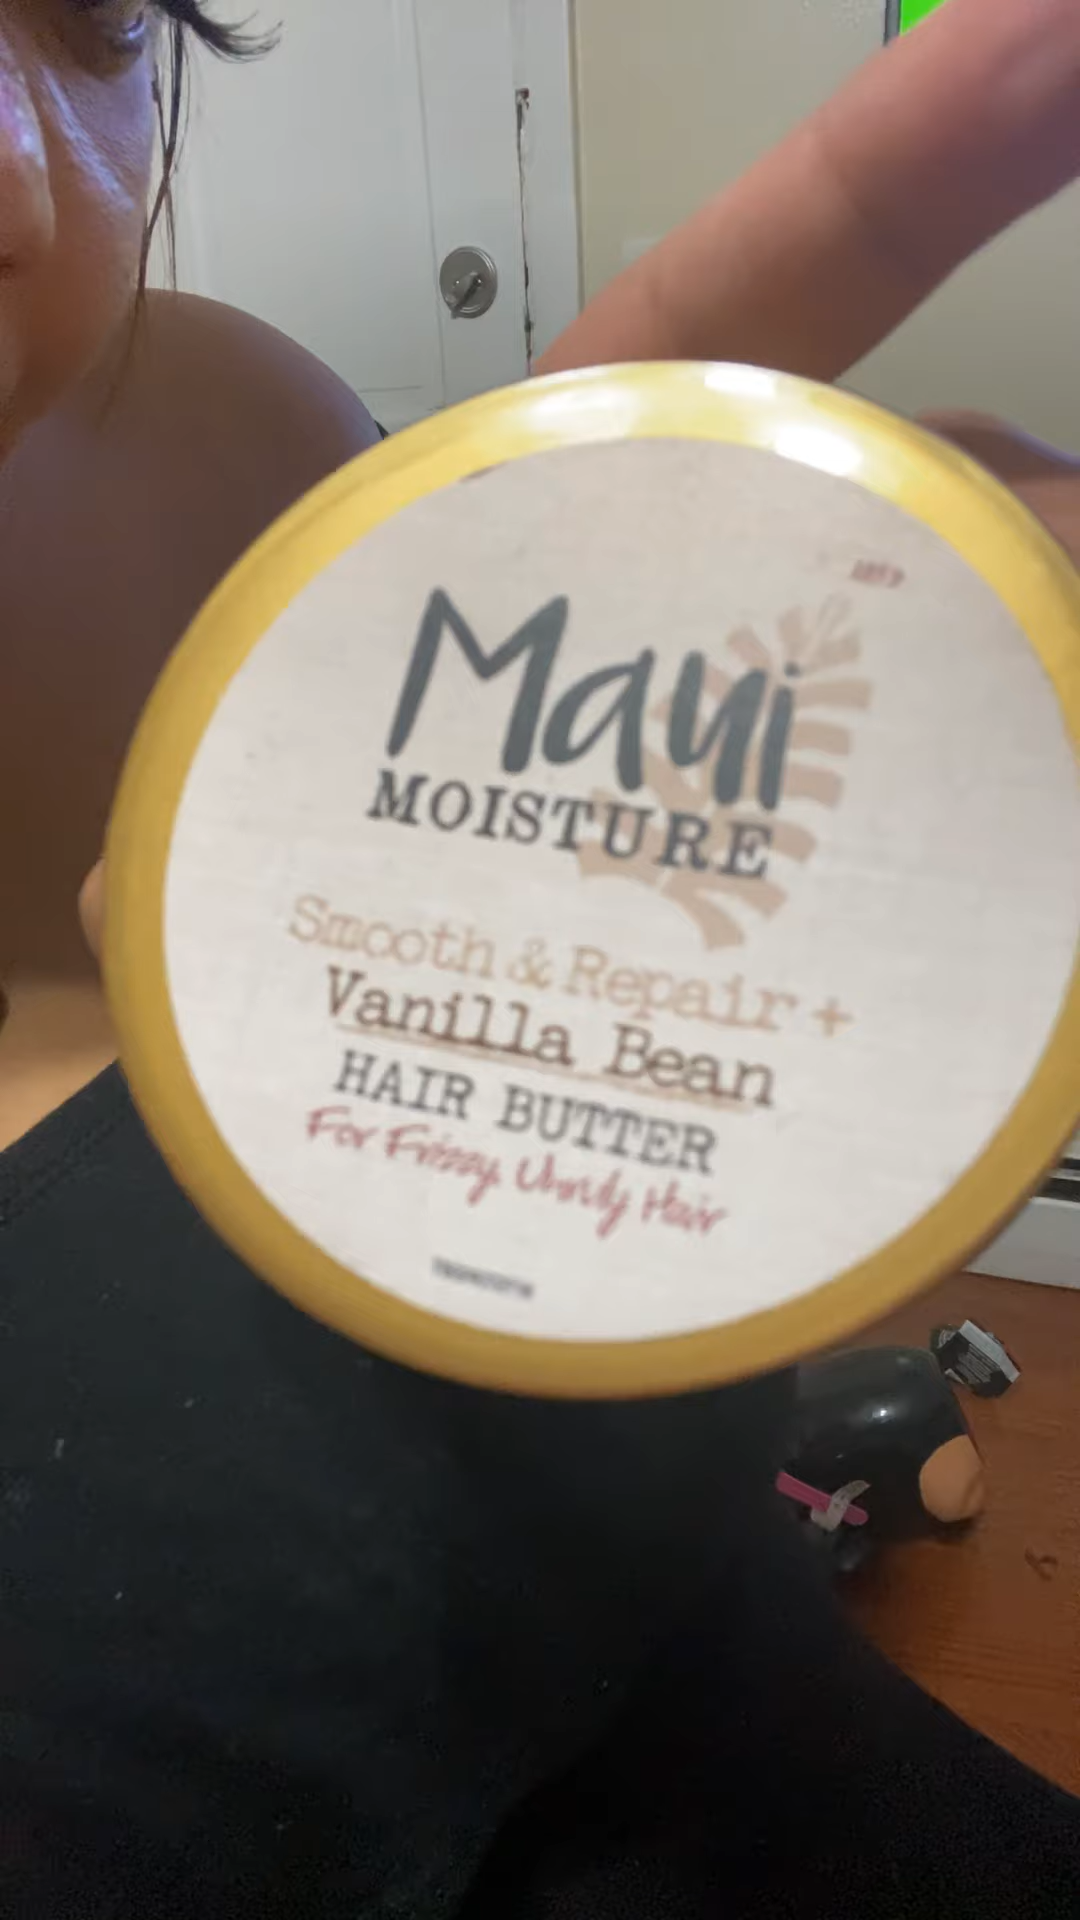 Maui
MOISTURE
Smooth & Repair +
Vanilla Bean
HAIR BUTTER
For Frizzy, Unruly Hair